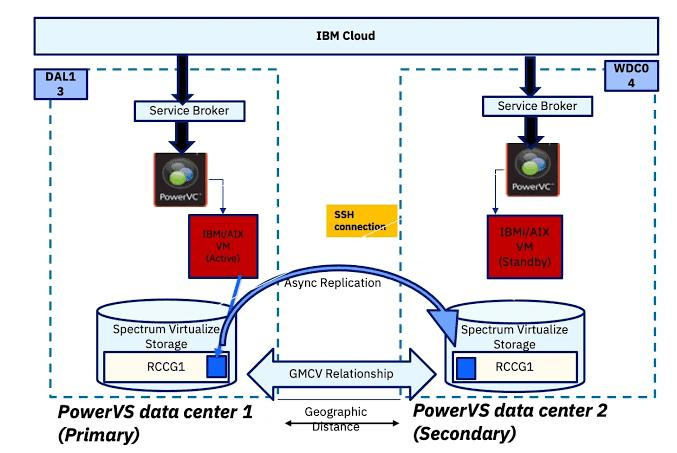 IBM Cloud
DAL1
3
WDC0
4
Service Broker
Service Broker
PowerVC™
PowerVC™
SSH
connection
IBMi/AIX
VM
(Active)
IBMi/AIX
VM
(Standby)
Async Replication
Spectrum Virtualize
Storage
RCCG1
Spectrum Virtualize
Storage
RCCG1
GMCV Relationship
Geographic
Distance
PowerVS data center 1
(Primary)
PowerVS data center 2
(Secondary)